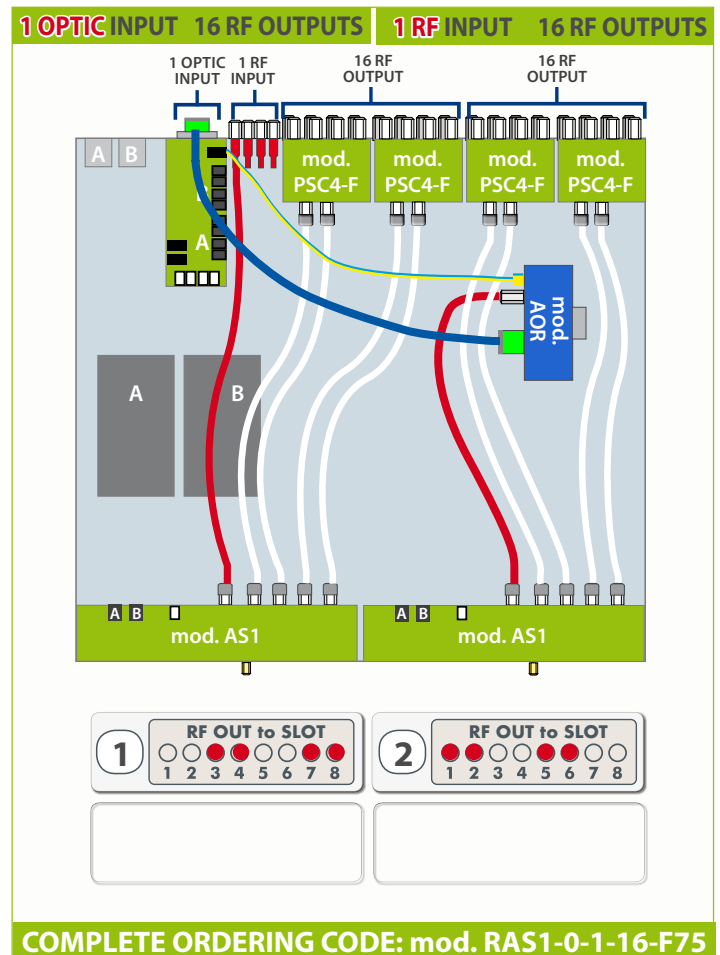 1 OPTIC INPUT 16 RF OUTPUTS
1 RF INPUT 16 RF OUTPUTS
1 OPTIC
INPUT
1 RF
INPUT
16 RF
OUTPUT
16 RF
OUTPUT
A B
mod.
PSC4-F
mod.
PSC4-F
mod.
PSC4-F
mod.
PSC4-F
A
mod.
AOR
A
B
A B
mod. AS1
A B
mod. AS1
1
RF OUT to SLOT
1 2 3 4 5 6 7 8
2
RF OUT to SLOT
1 2 3 4 5 6 7 8
COMPLETE ORDERING CODE: mod. RAS1-0-1-16-F75